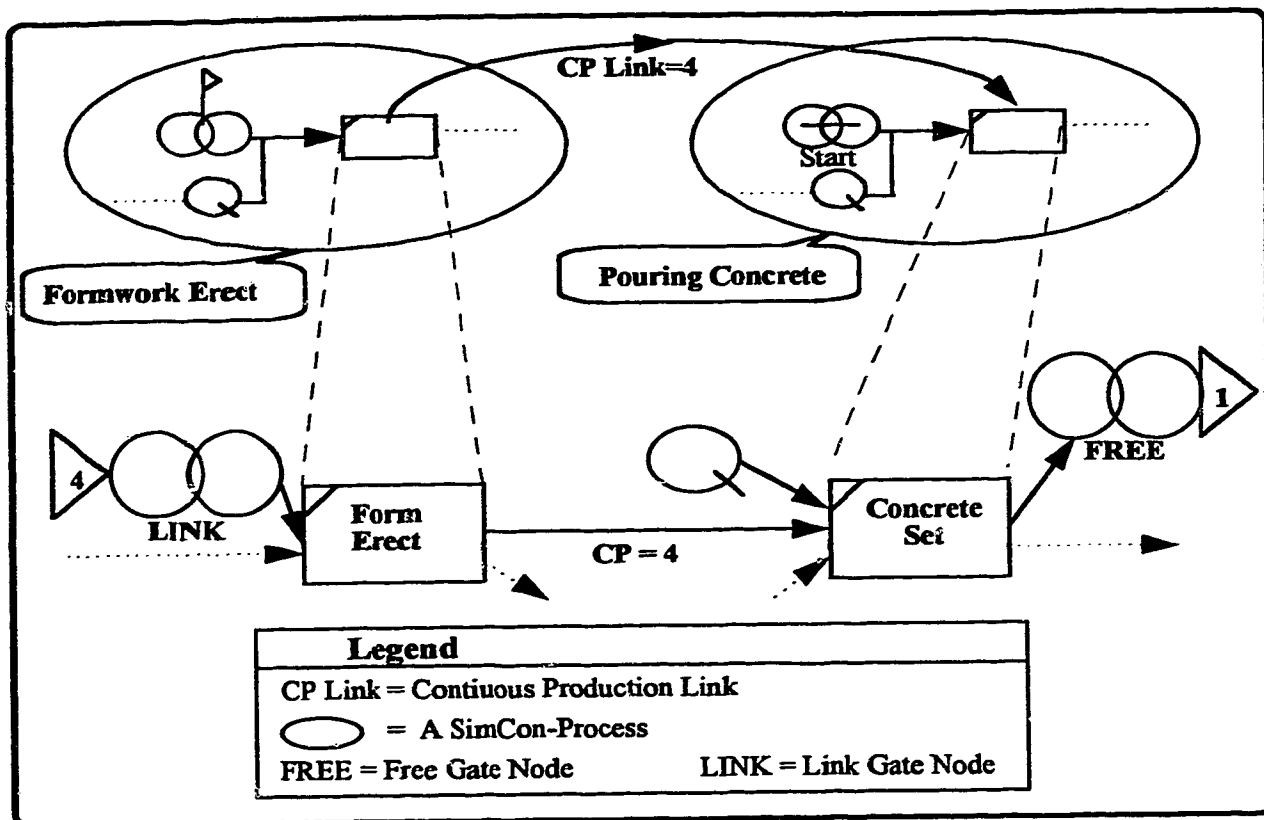 CP Link=4
Start
Formwork Erect
Pouring Concrete
4
LINK
Form
Erect
CP = 4
Concrete
Set
FREE
1
Legend
CP Link = Contiuous Production Link
= A SimCon-Process
FREE = Free Gate Node LINK = Link Gate Node